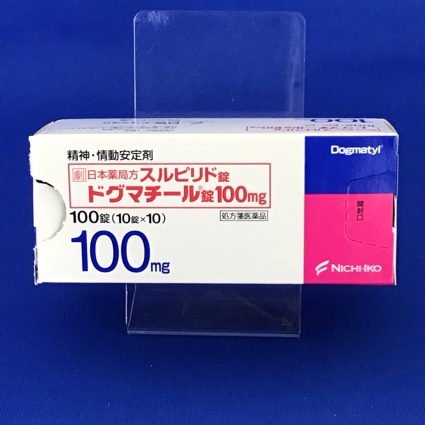 精神・情動安定剤
劇 日本薬局方 スルピリド錠
ドグマチール®錠100mg
100錠(10錠×10)
処方箋医薬品
100mg
Dogmatyl®
開封口
NICHI-IKO